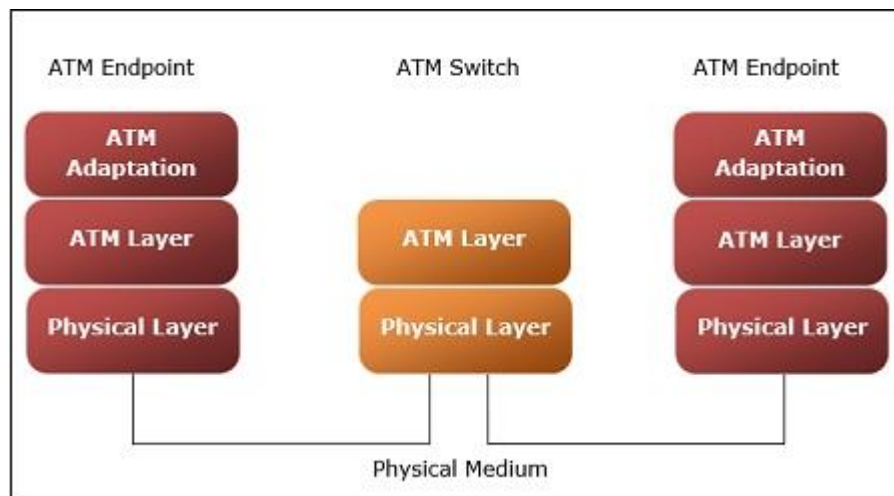 ATM Endpoint
ATM Switch
ATM Endpoint
ATM
Adaptation
ATM
Adaptation
ATM Layer
ATM Layer
ATM Layer
Physical Layer
Physical Layer
Physical Layer
Physical Medium